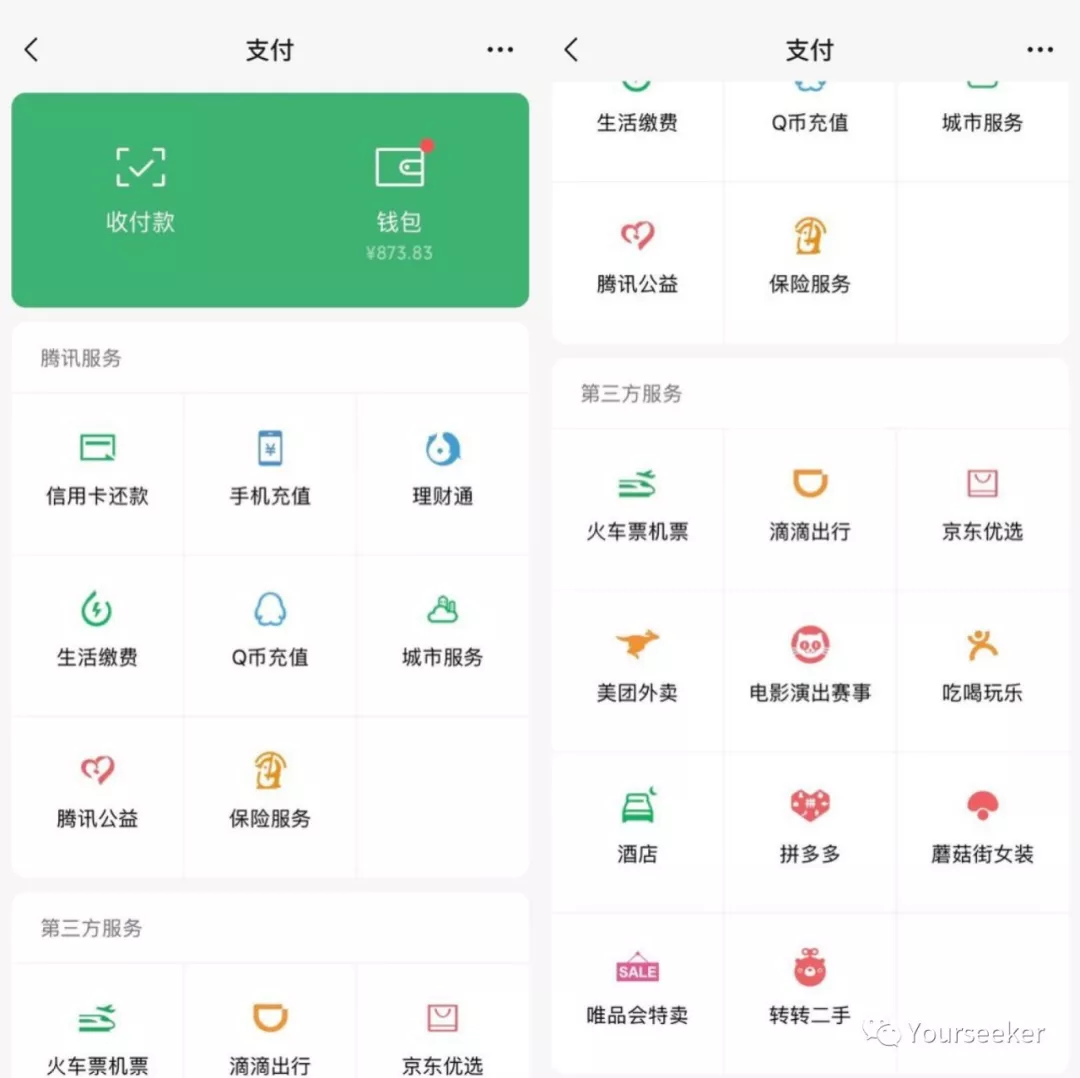 支付
收付款
钱包
¥873.83
腾讯服务
信用卡还款
手机充值
理财通
生活缴费
Q币充值
城市服务
腾讯公益
保险服务
第三方服务
火车票机票
滴滴出行
京东优选
支付
生活缴费
Q币充值
城市服务
腾讯公益
保险服务
第三方服务
火车票机票
滴滴出行
京东优选
美团外卖
电影演出赛事
吃喝玩乐
酒店
拼多多
蘑菇街女装
SALE
唯品会特卖
转转二手
Yourseeker